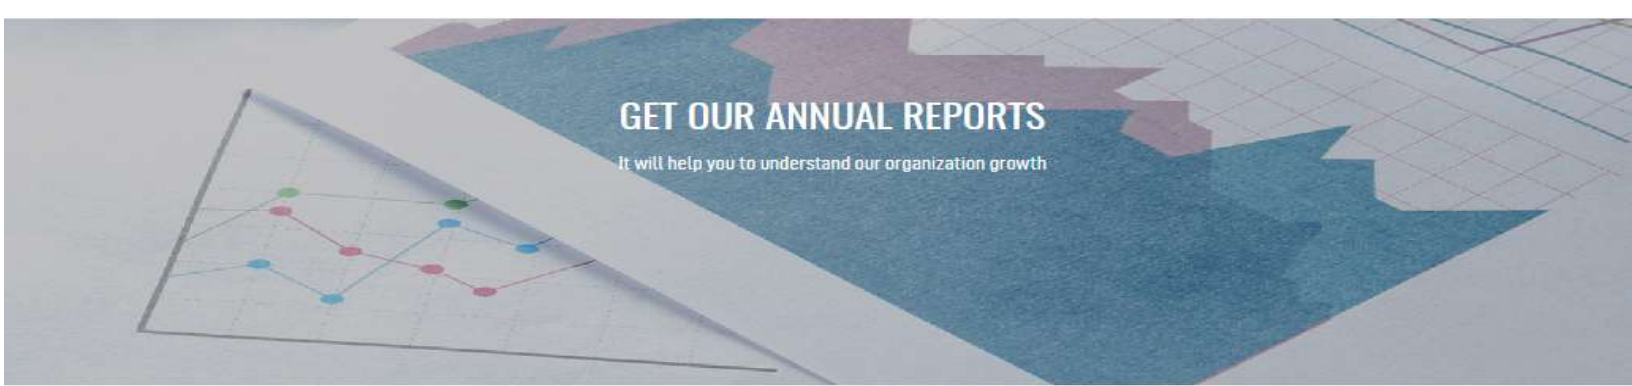 GET OUR ANNUAL REPORTS
It will help you to understand our organization growth